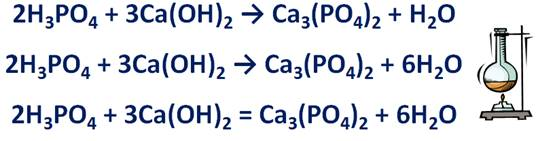 2H₃PO₄ + 3Ca(OH)₂ → Ca₃(PO₄)₂ + H₂O
2H₃PO₄ + 3Ca(OH)₂ → Ca₃(PO₄)₂ + 6H₂O
2H₃PO₄ + 3Ca(OH)₂ = Ca₃(PO₄)₂ + 6H₂O